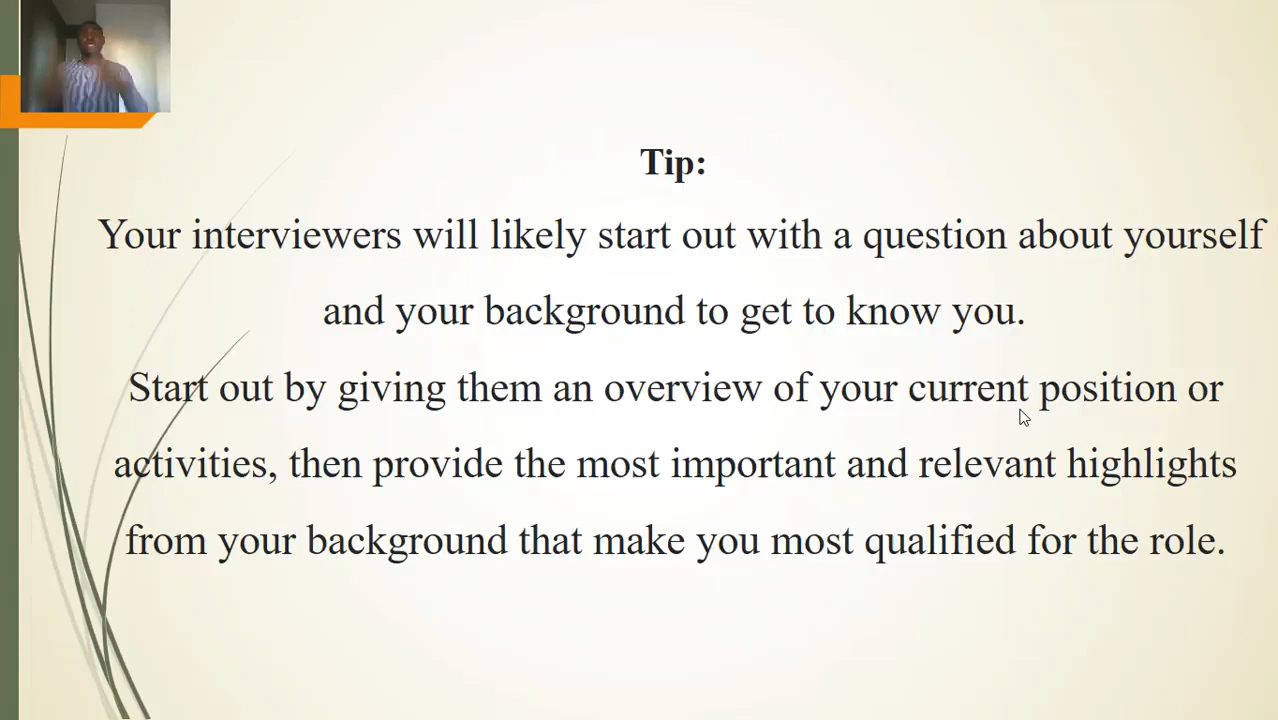 Tip:
Your interviewers will likely start out with a question about yourself
and your background to get to know you.
Start out by giving them an overview of your current position or
activities, then provide the most important and relevant highlights
from your background that make you most qualified for the role.